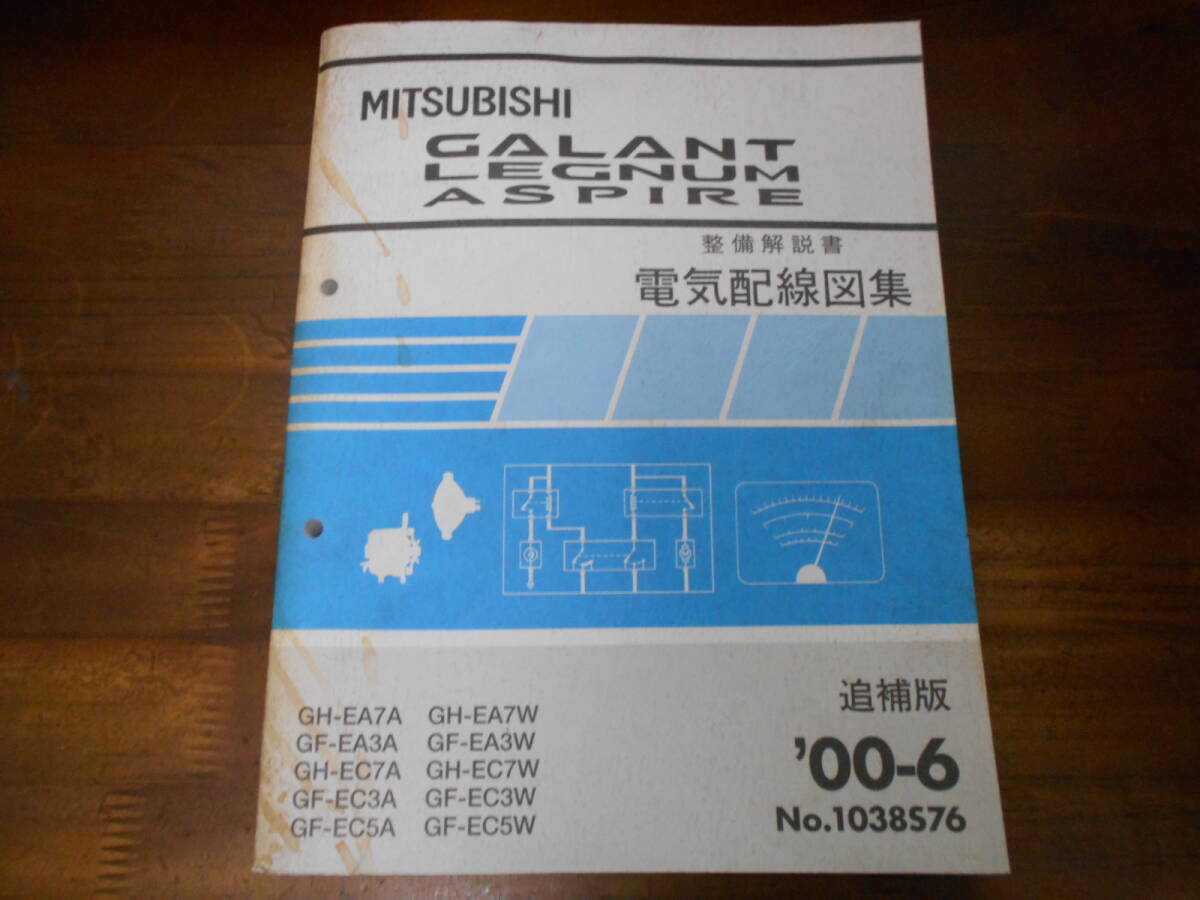 MITSUBISHI
GALANT
LEGNUM
ASPIRE
整備解説書
電気配線図集
GH-EA7A GH-EA7W
GF-EA3A GF-EA3W
GH-EC7A GH-EC7W
GF-EC3A GF-EC3W
GF-EC5A GF-EC5W
追補版
'00-6
No.1038S76